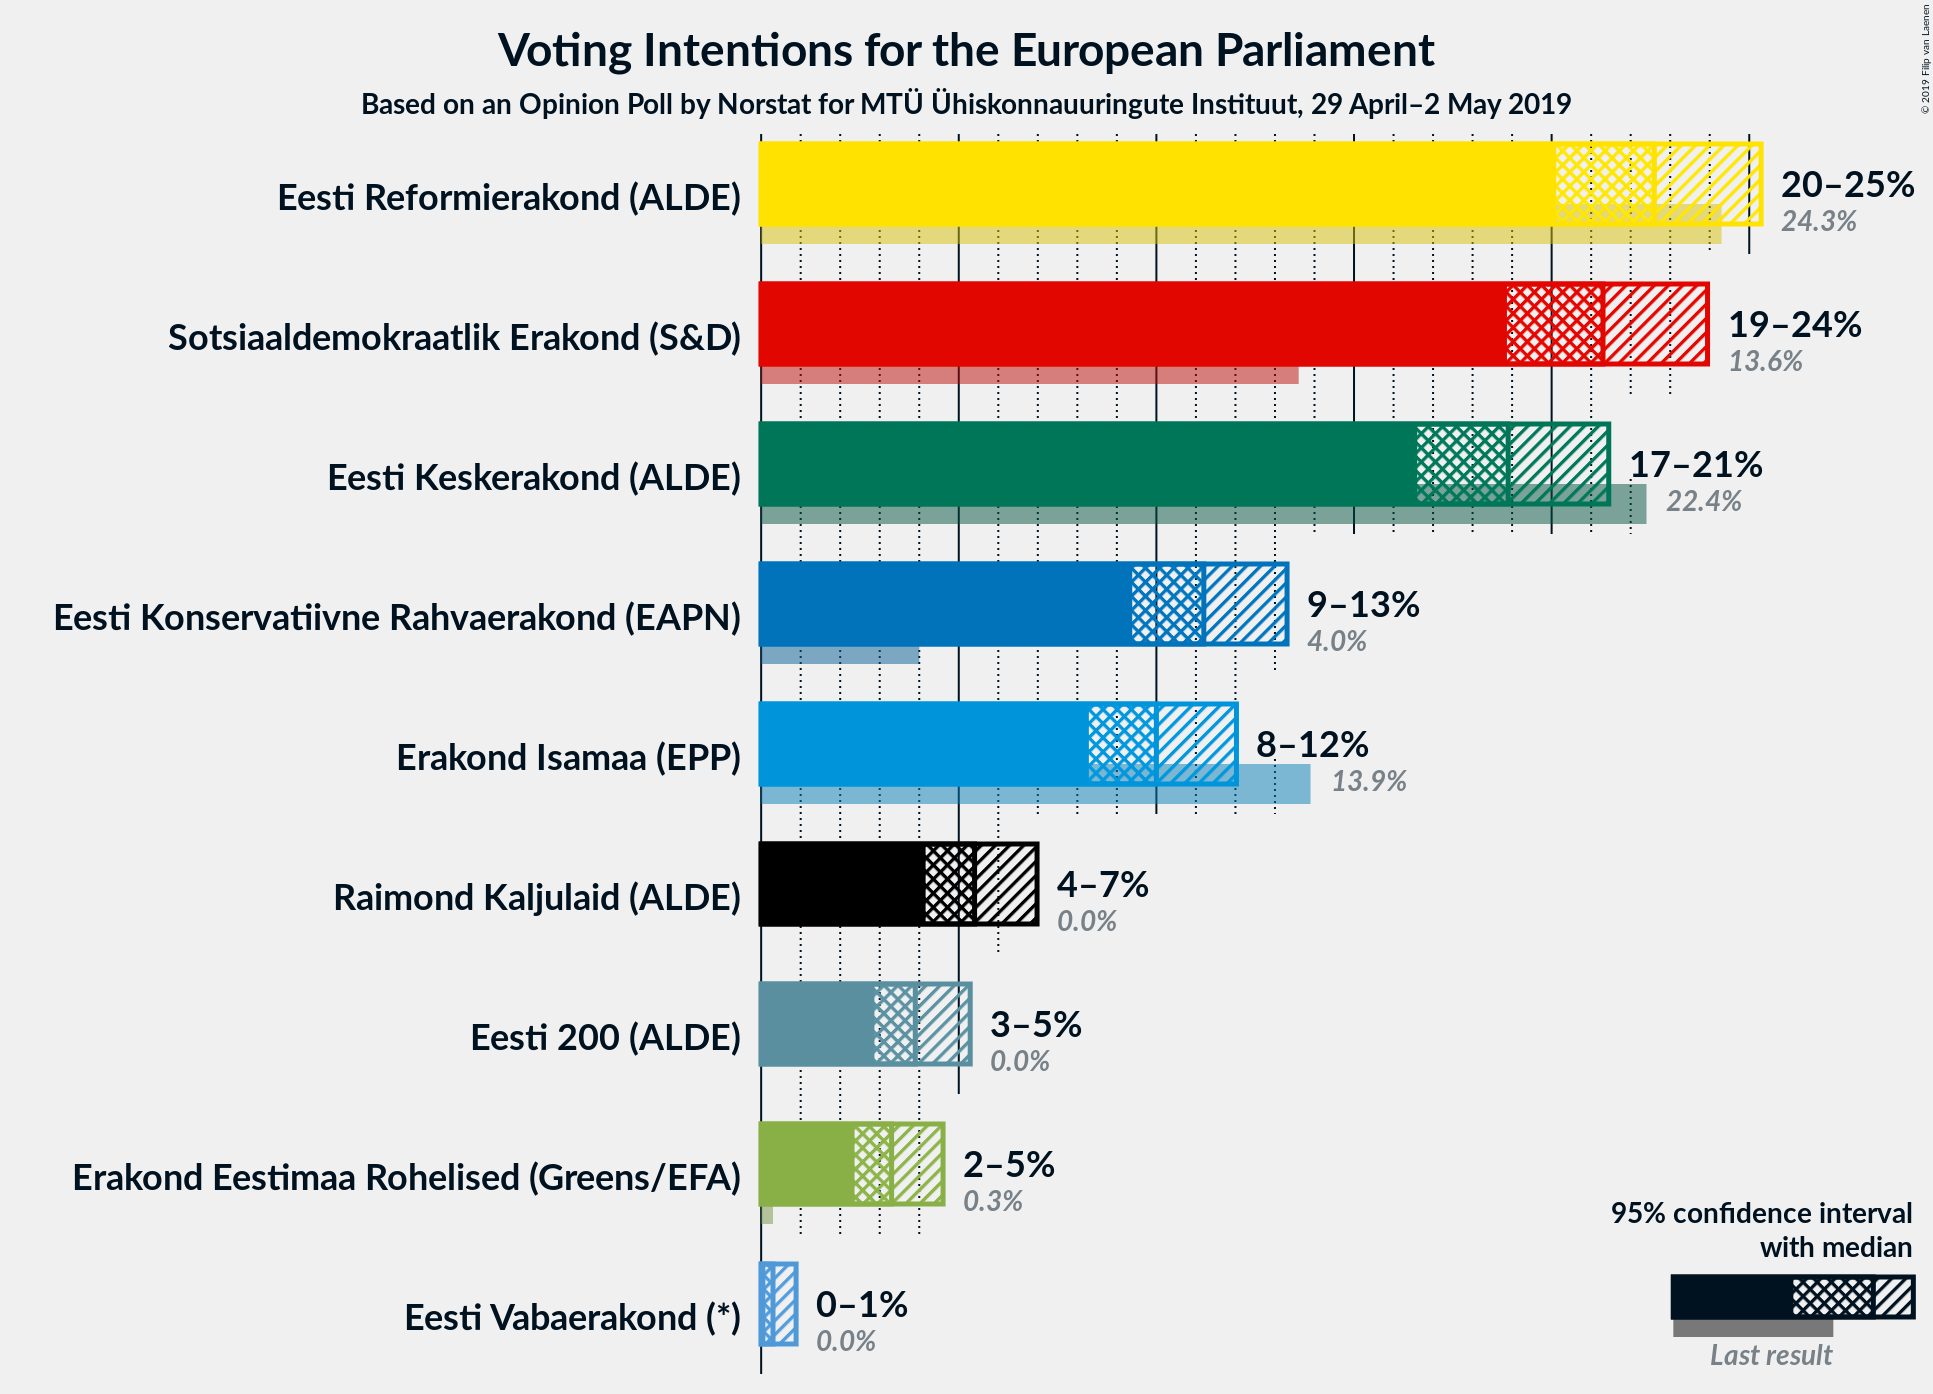 Voting Intentions for the European Parliament
Based on an Opinion Poll by Norstat for MTÜ Ühiskonnauuringute Instituut, 29 April–2 May 2019
© 2019 Filip van Laenen
Eesti Reformierakond (ALDE)
20–25%
24.3%
Sotsiaaldemokraatlik Erakond (S&D)
19–24%
13.6%
Eesti Keskerakond (ALDE)
17–21%
22.4%
Eesti Konservatiivne Rahvaerakond (EAPN)
9–13%
4.0%
Erakond Isamaa (EPP)
8–12%
13.9%
Raimond Kaljulaid (ALDE)
4–7%
0.0%
Eesti 200 (ALDE)
3–5%
0.0%
Erakond Eestimaa Rohelised (Greens/EFA)
2–5%
0.3%
Eesti Vabaerakond (*)
0–1%
0.0%
95% confidence interval
with median
Last result